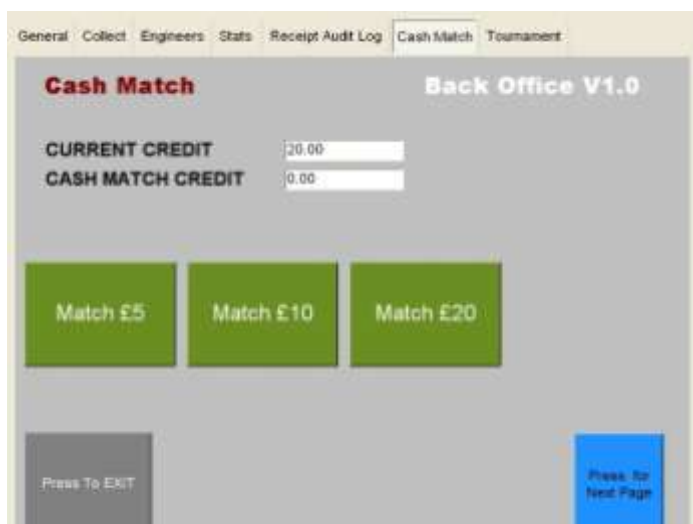 General Collect Engineers Stats Receipt Audit Log Cash Match Tournament
Cash Match Back Office V1.0
CURRENT CREDIT 20.00
CASH MATCH CREDIT 0.00
Match £5 Match £10 Match £20
Press To EXIT
Press for
Next Page